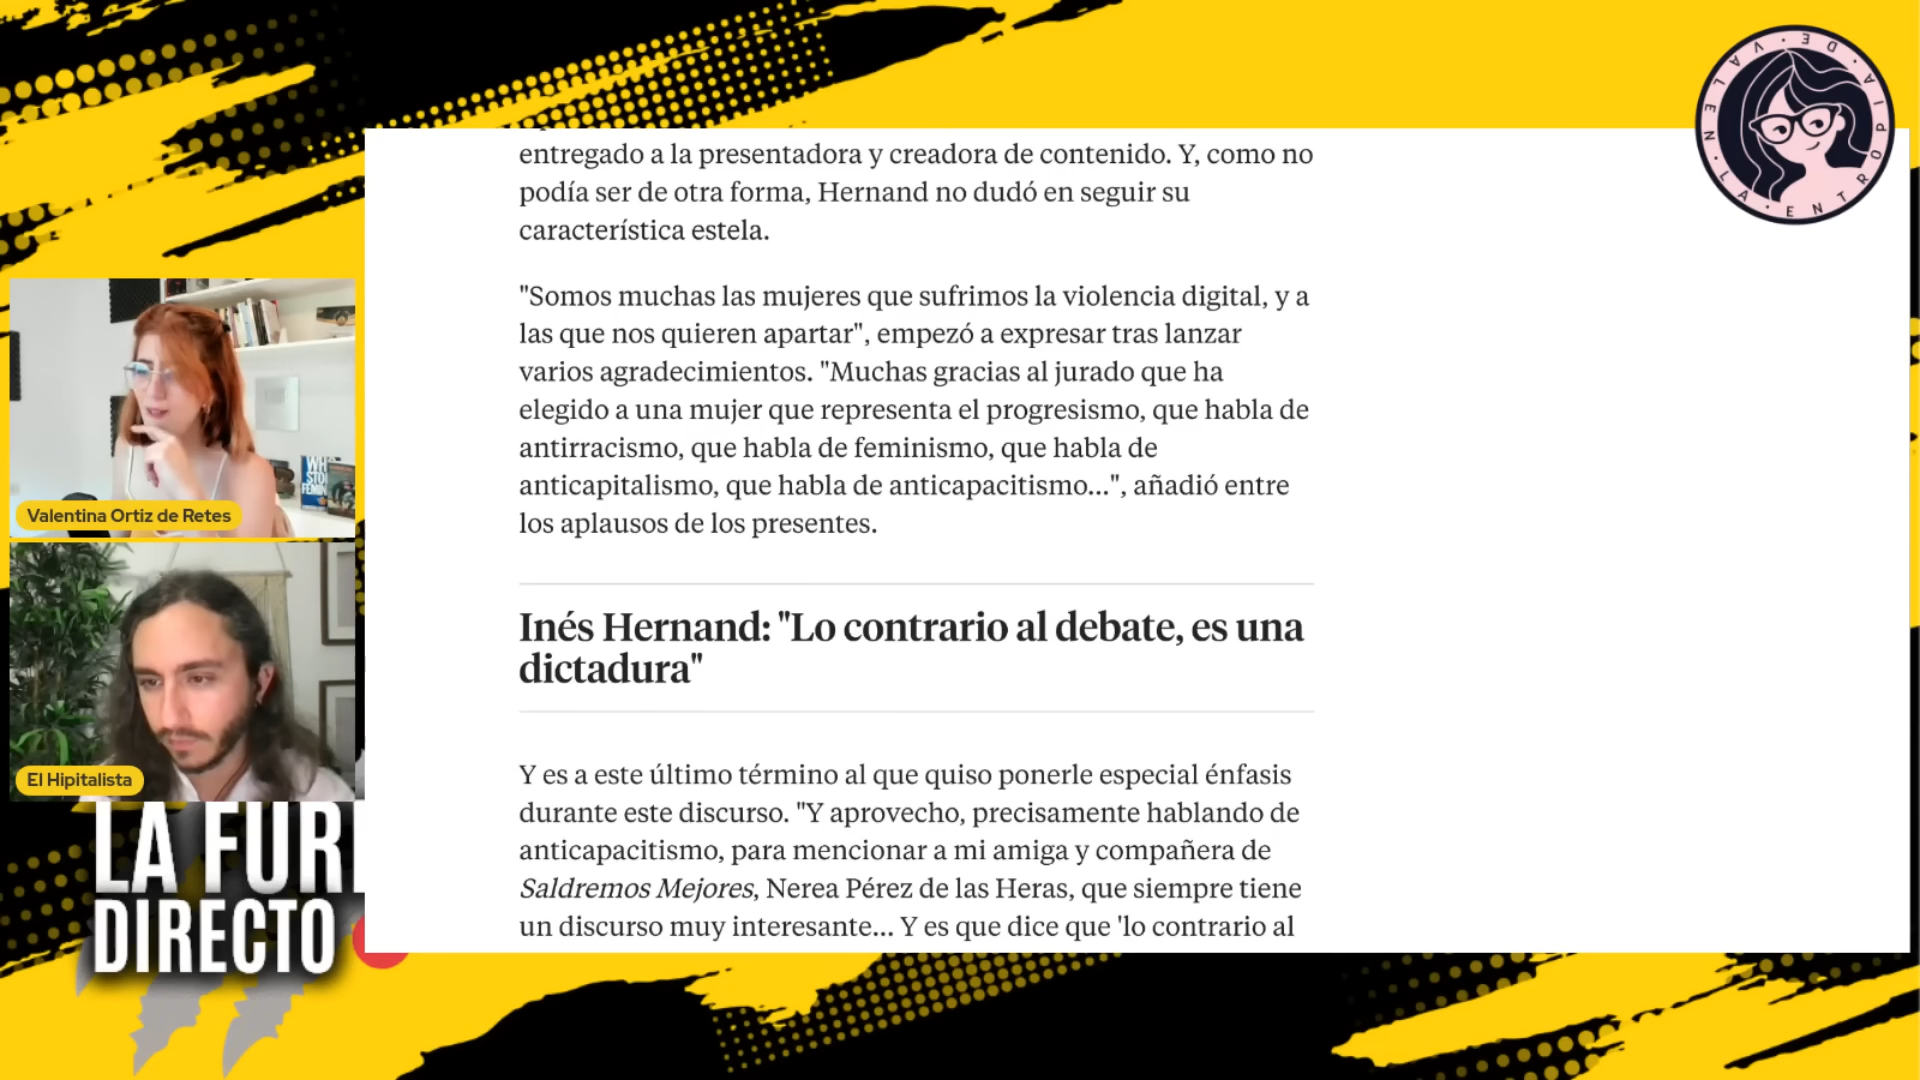 VALEN · LA · ENTROPIA · DE ·
entregado a la presentadora y creadora de contenido. Y, como no
podía ser de otra forma, Hernand no dudó en seguir su
característica estela.
"Somos muchas las mujeres que sufrimos la violencia digital, y a
las que nos quieren apartar", empezó a expresar tras lanzar
varios agradecimientos. "Muchas gracias al jurado que ha
elegido a una mujer que representa el progresismo, que habla de
antirracismo, que habla de feminismo, que habla de
anticapitalismo, que habla de anticapacitismo...", añadió entre
los aplausos de los presentes.
Inés Hernand: "Lo contrario al debate, es una
dictadura"
Y es a este último término al que quiso ponerle especial énfasis
durante este discurso. "Y aprovecho, precisamente hablando de
anticapacitismo, para mencionar a mi amiga y compañera de
Saldremos Mejores, Nerea Pérez de las Heras, que siempre tiene
un discurso muy interesante... Y es que dice que 'lo contrario al
Valentina Ortiz de Retes
El Hipitalista
LA FURI
DIRECTO